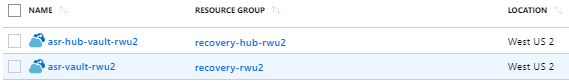 NAME RESOURCE GROUP LOCATION
asr-hub-vault-rwu2 recovery-hub-rwu2 West US 2
asr-vault-rwu2 recovery-rwu2 West US 2